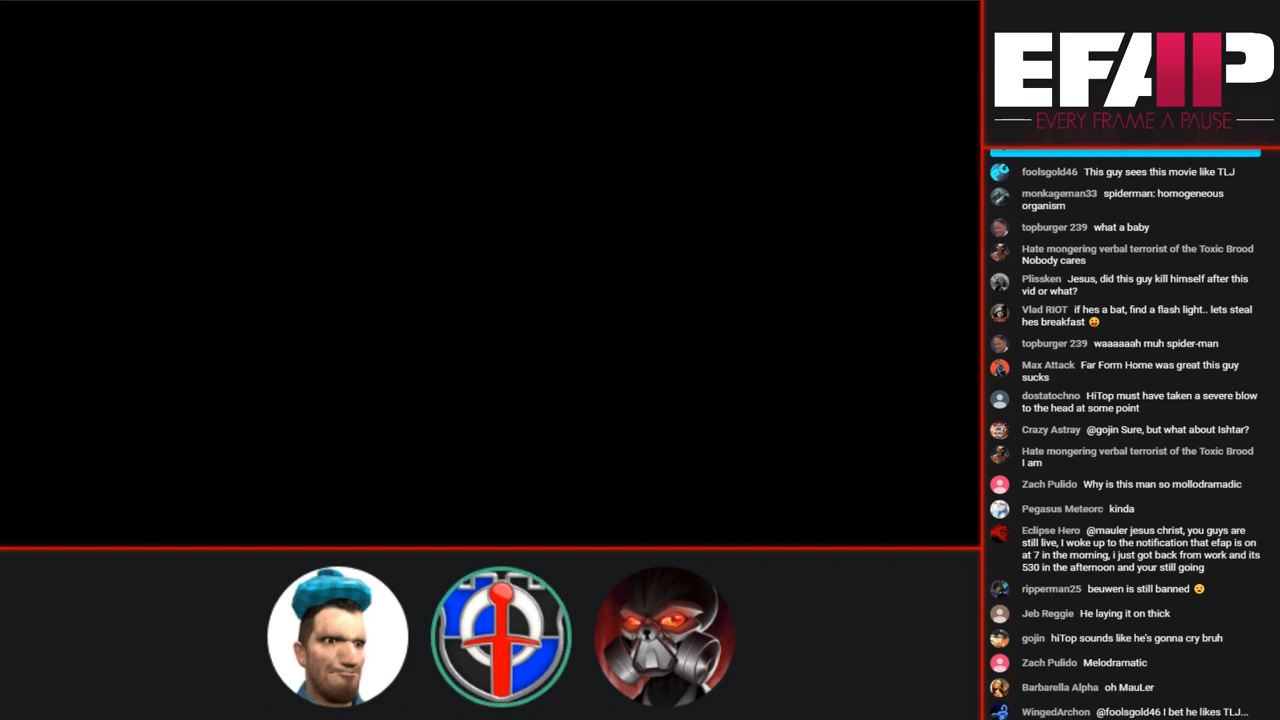 EFAP
EVERY FRAME A PAUSE
foolsgold46 This guy sees this movie like TLJ
monkageman33 spiderman: homogeneous
organism
topburger 239 what a baby
Hate mongering verbal terrorist of the Toxic Brood
Nobody cares
Plissken Jesus, did this guy kill himself after this
vid or what?
Vlad RIOT if hes a bat, find a flash light.. lets steal
hes breakfast 😛
topburger 239 waaaaaah muh spider-man
Max Attack Far Form Home was great this guy
sucks
dostatochno HiTop must have taken a severe blow
to the head at some point
Crazy Astray @gojin Sure, but what about Ishtar?
Hate mongering verbal terrorist of the Toxic Brood
I am
Zach Pulido Why is this man so mollodramadic
Pegasus Meteorc kinda
Eclipse Hero @mauler jesus christ, you guys are
still live, I woke up to the notification that efap is on
at 7 in the morning, i just got back from work and its
530 in the afternoon and your still going
ripperman25 beuwen is still banned 😮
Jeb Reggie He laying it on thick
gojin hiTop sounds like he's gonna cry bruh
Zach Pulido Melodramatic
Barbarella Alpha oh MauLer
WingedArchon @foolsgold46 I bet he likes TLJ...